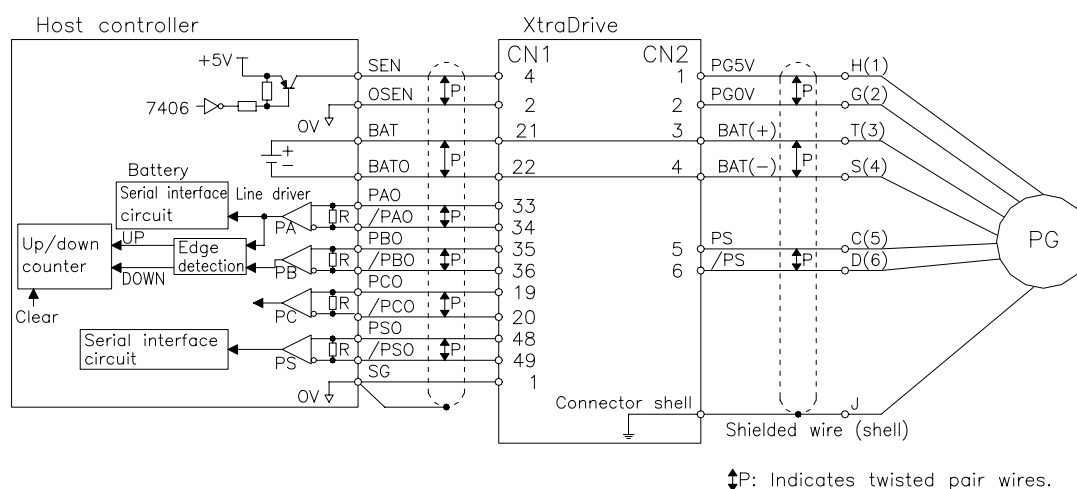 Host controller
XtraDrive
CN1
CN2
+5V
SEN
4
1
PG5V
H(1)
P
P
7406
OSEN
2
2
PG0V
G(2)
0V
BAT
21
3
BAT(+)
T(3)
+
-
P
P
BATO
22
4
BAT(-)
S(4)
Battery
Serial interface
circuit
Line driver
PAO
33
PA
R
/PAO
P
34
Up/down
counter
UP
DOWN
Edge
detection
PBO
35
5
PS
C(5)
PG
PB
R
/PBO
P
36
6
/PS
P
D(6)
PCO
19
Clear
PC
R
/PCO
P
20
Serial interface
circuit
PSO
48
PS
R
/PSO
P
49
SG
1
0V
Connector shell
J
Shielded wire (shell)
P: Indicates twisted pair wires.